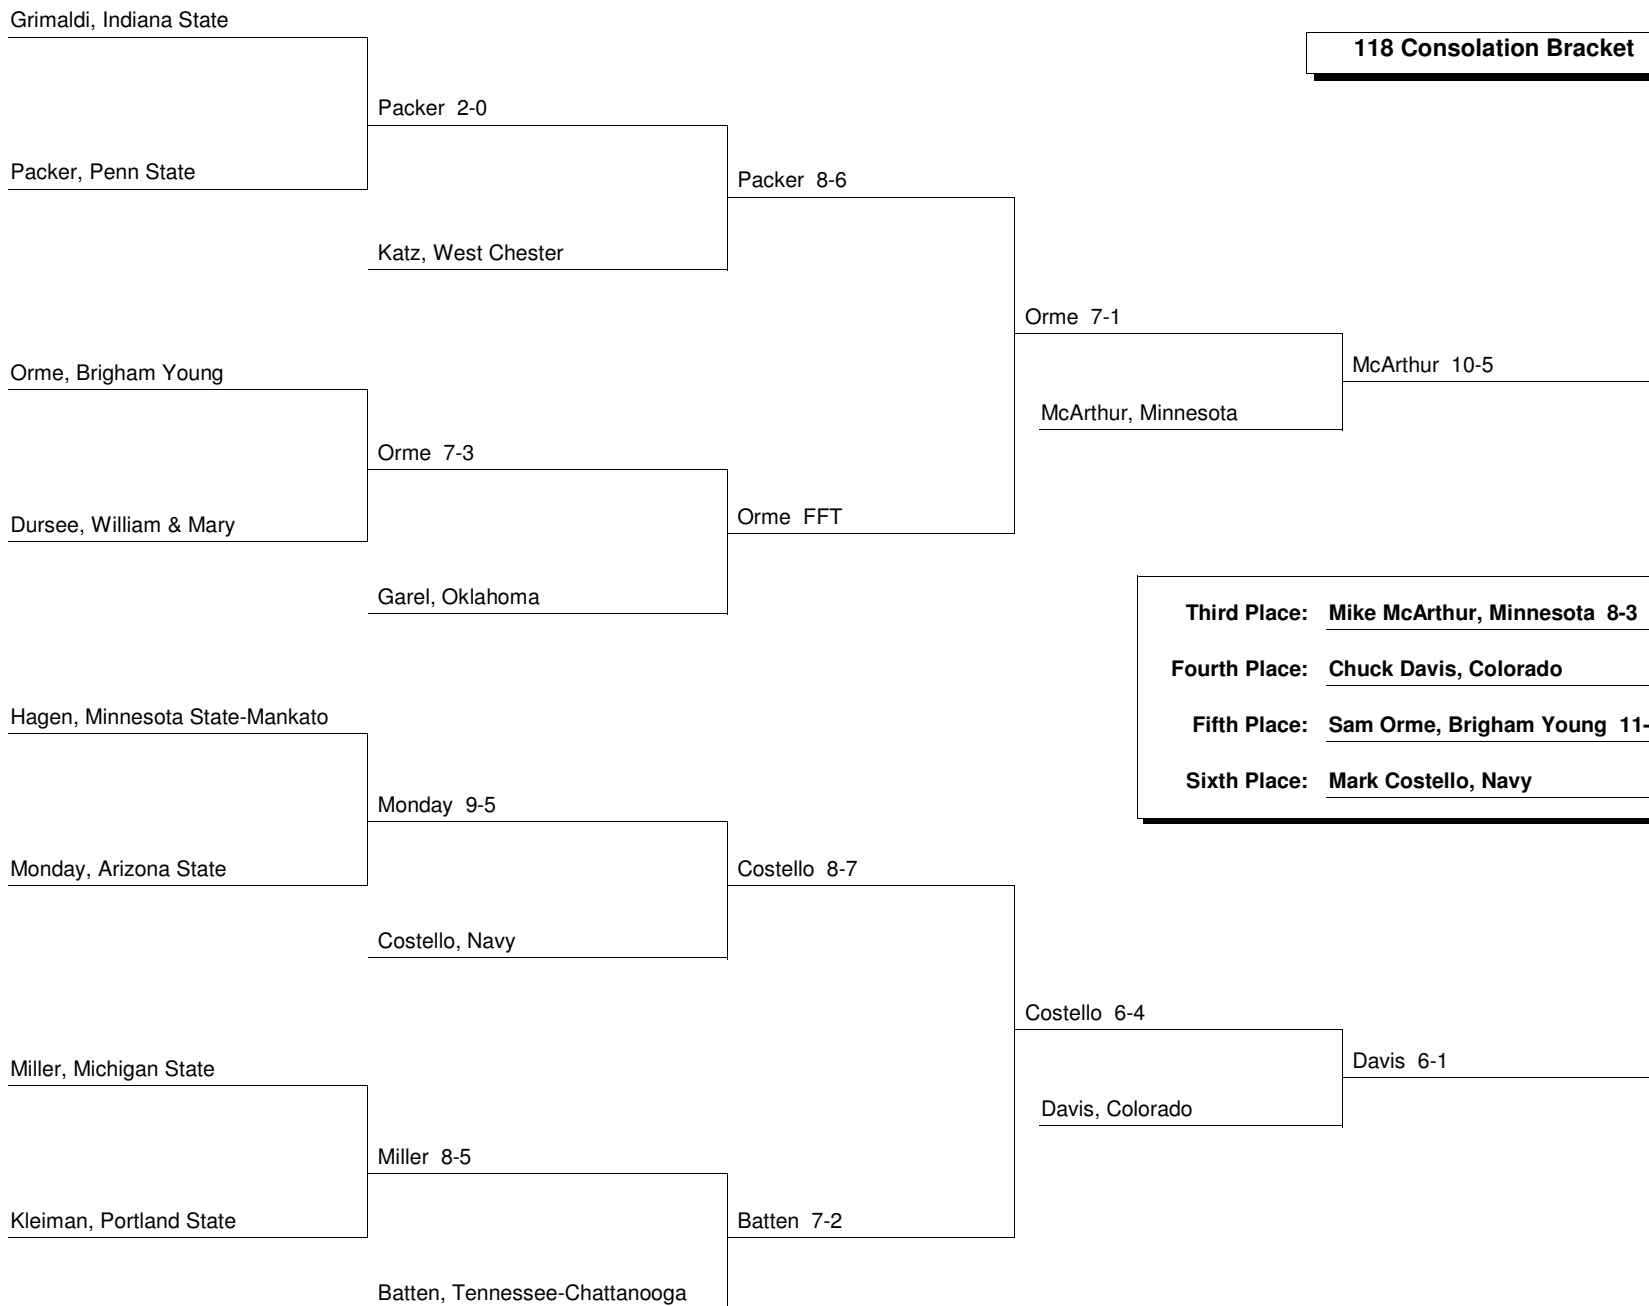 Grimaldi, Indiana State
118 Consolation Bracket
Packer 2-0
Packer, Penn State
Packer 8-6
Katz, West Chester
Orme 7-1
McArthur 10-5
Orme, Brigham Young
McArthur, Minnesota
Orme 7-3
Orme FFT
Dursee, William & Mary
Garel, Oklahoma
Third Place: Mike McArthur, Minnesota 8-3
Fourth Place: Chuck Davis, Colorado
Fifth Place: Sam Orme, Brigham Young 11-
Sixth Place: Mark Costello, Navy
Hagen, Minnesota State-Mankato
Monday 9-5
Monday, Arizona State
Costello 8-7
Costello, Navy
Costello 6-4
Davis 6-1
Miller, Michigan State
Davis, Colorado
Miller 8-5
Kleiman, Portland State
Batten 7-2
Batten, Tennessee-Chattanooga